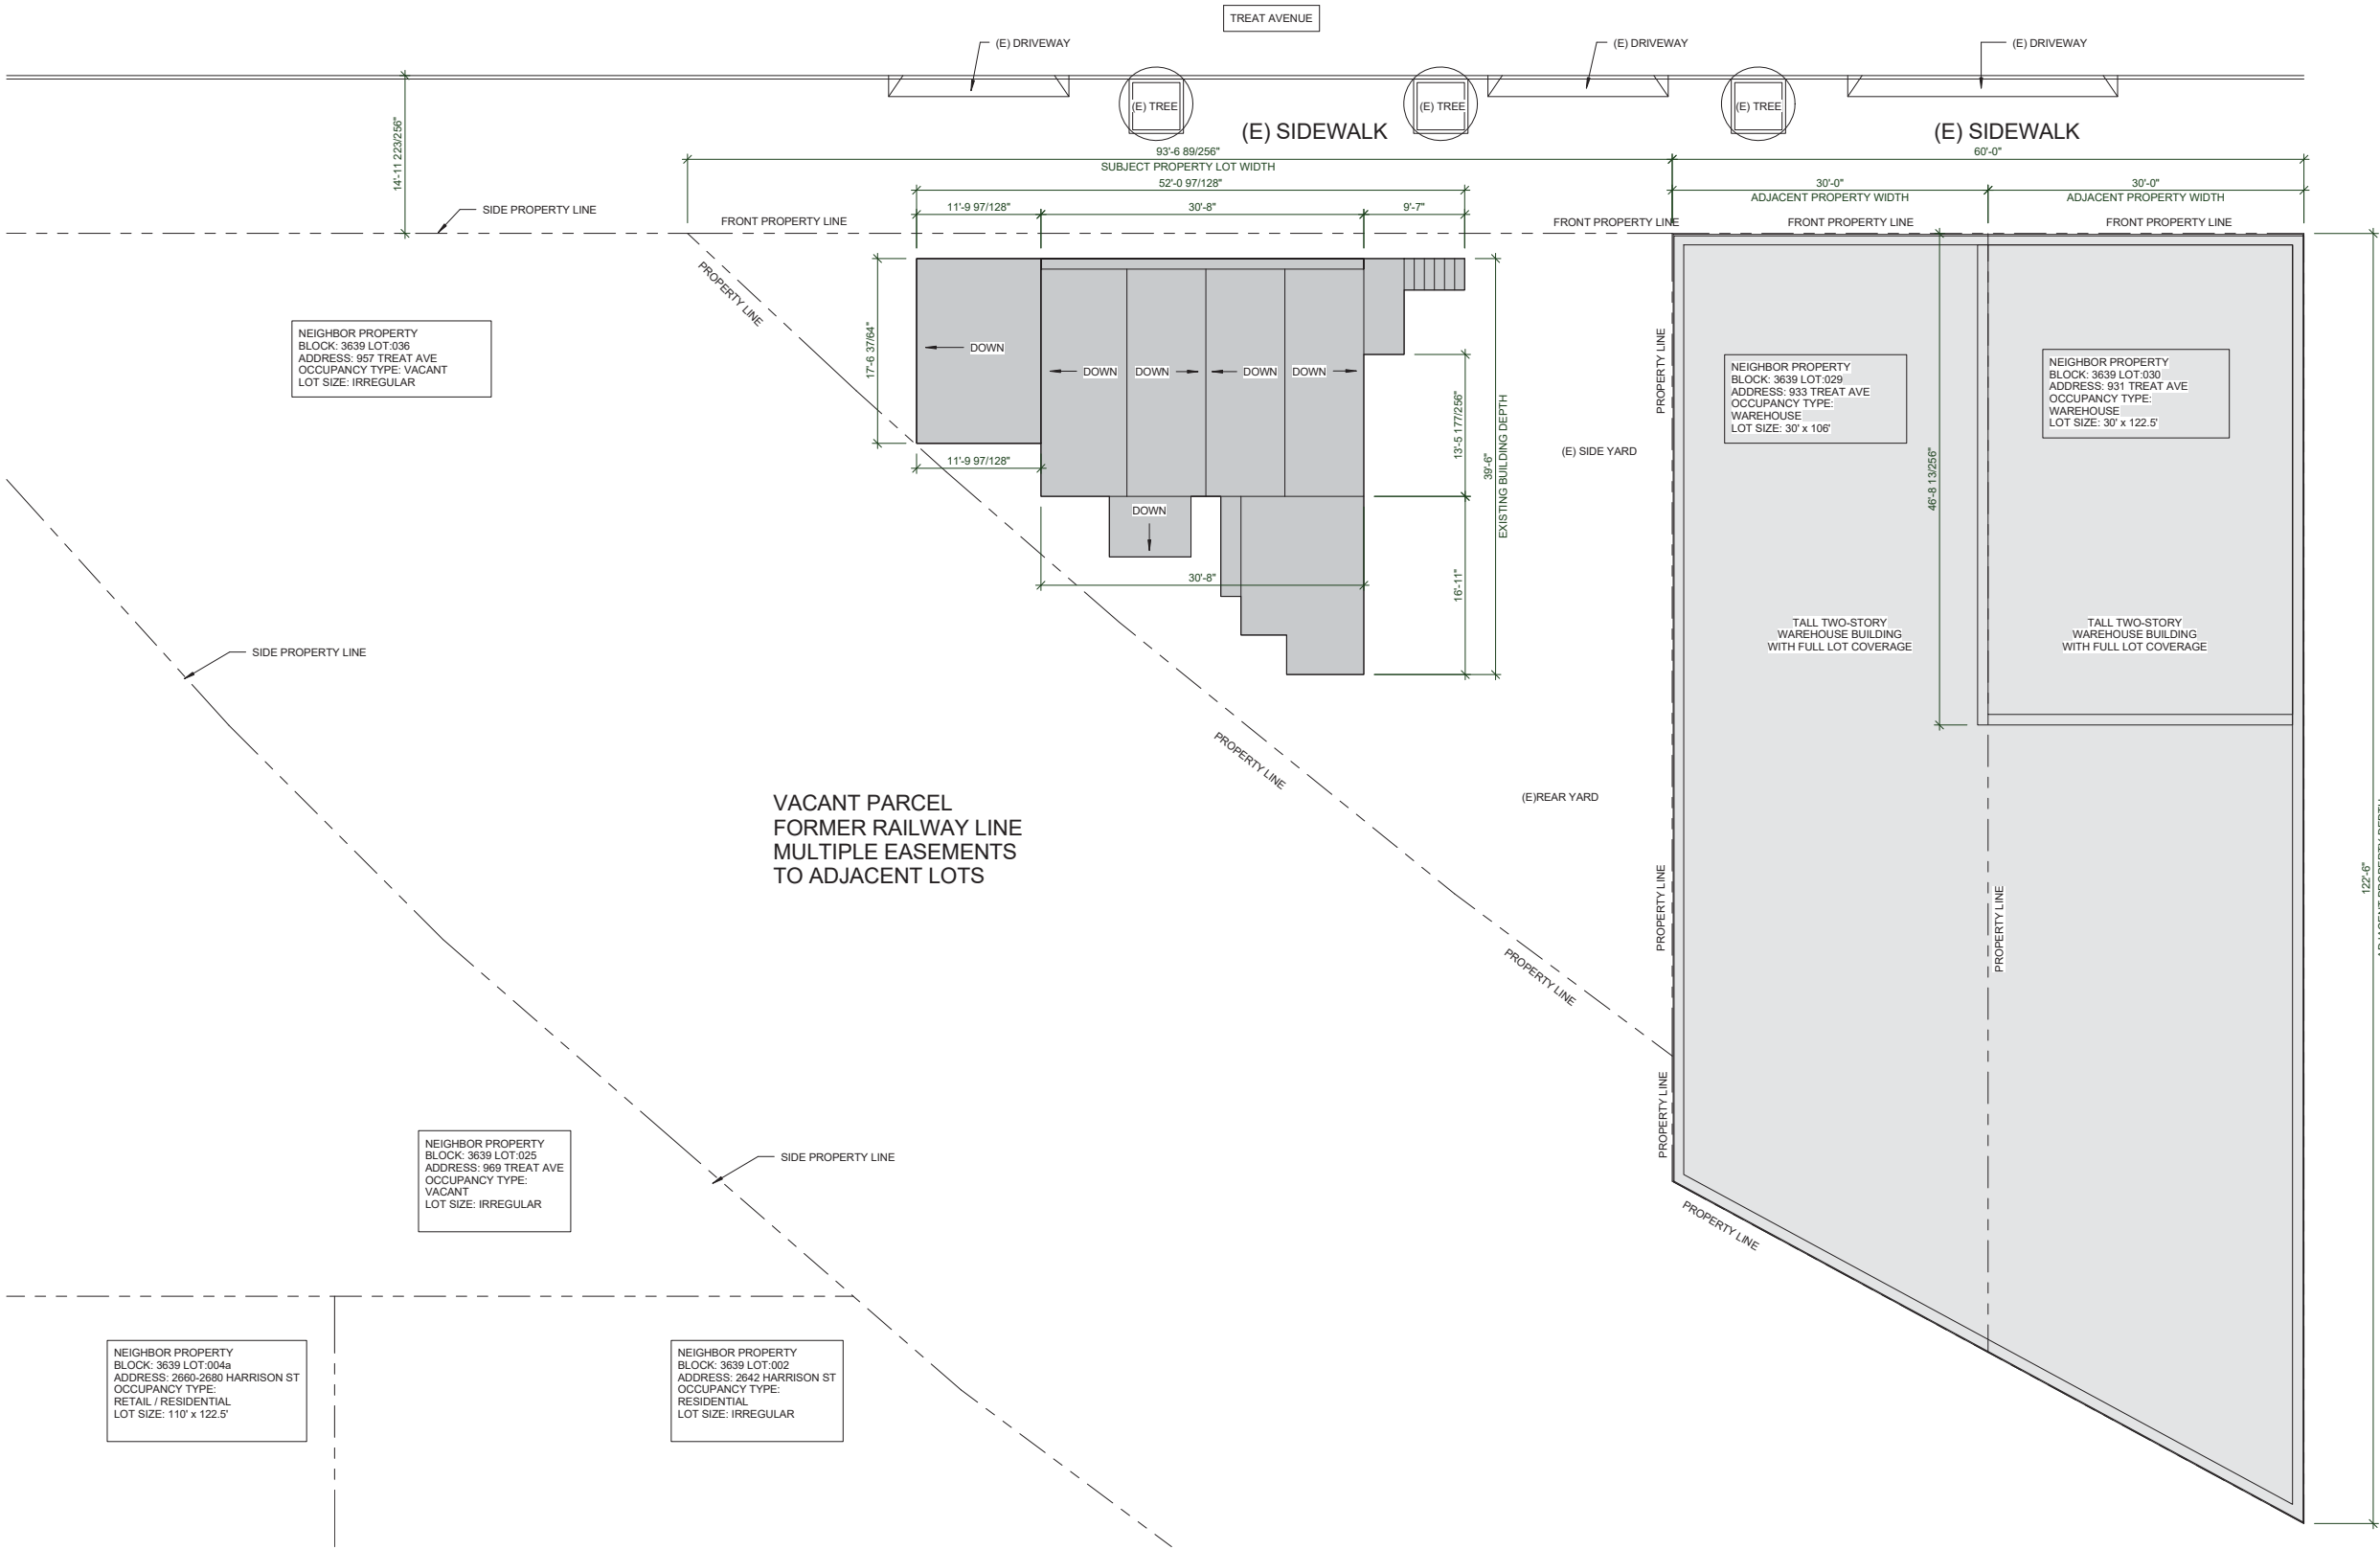 TREAT AVENUE
(E) DRIVEWAY
(E) DRIVEWAY
(E) DRIVEWAY
(E) TREE
(E) TREE
(E) TREE
(E) SIDEWALK
(E) SIDEWALK
14'-11 223/256"
93'-6 89/256"
SUBJECT PROPERTY LOT WIDTH
60'-0"
52'-0 97/128"
30'-0"
ADJACENT PROPERTY WIDTH
30'-0"
ADJACENT PROPERTY WIDTH
11'-9 97/128"
30'-8"
9'-7"
SIDE PROPERTY LINE
FRONT PROPERTY LINE
FRONT PROPERTY LINE
FRONT PROPERTY LINE
FRONT PROPERTY LINE
PROPERTY LINE
NEIGHBOR PROPERTY
BLOCK: 3639 LOT:036
ADDRESS: 957 TREAT AVE
OCCUPANCY TYPE: VACANT
LOT SIZE: IRREGULAR
17'-6 37/64"
DOWN
DOWN
DOWN
DOWN
DOWN
PROPERTY LINE
NEIGHBOR PROPERTY
BLOCK: 3639 LOT:029
ADDRESS: 933 TREAT AVE
OCCUPANCY TYPE:
WAREHOUSE
LOT SIZE: 30' x 106'
NEIGHBOR PROPERTY
BLOCK: 3639 LOT:030
ADDRESS: 931 TREAT AVE
OCCUPANCY TYPE:
WAREHOUSE
LOT SIZE: 30' x 122.5'
13'-5 177/256"
39'-6"
EXISTING BUILDING DEPTH
(E) SIDE YARD
11'-9 97/128"
46'-8 13/256"
DOWN
30'-8"
16'-11"
TALL TWO-STORY
WAREHOUSE BUILDING
WITH FULL LOT COVERAGE
TALL TWO-STORY
WAREHOUSE BUILDING
WITH FULL LOT COVERAGE
SIDE PROPERTY LINE
PROPERTY LINE
(E)REAR YARD
VACANT PARCEL
FORMER RAILWAY LINE
MULTIPLE EASEMENTS
TO ADJACENT LOTS
122'-6"
ADJACENT PROPERTY DEPTH
PROPERTY LINE
PROPERTY LINE
PROPERTY LINE
PROPERTY LINE
NEIGHBOR PROPERTY
BLOCK: 3639 LOT:025
ADDRESS: 969 TREAT AVE
OCCUPANCY TYPE:
VACANT
LOT SIZE: IRREGULAR
SIDE PROPERTY LINE
PROPERTY LINE
NEIGHBOR PROPERTY
BLOCK: 3639 LOT:004a
ADDRESS: 2660-2680 HARRISON ST
OCCUPANCY TYPE:
RETAIL / RESIDENTIAL
LOT SIZE: 110' x 122.5'
NEIGHBOR PROPERTY
BLOCK: 3639 LOT:002
ADDRESS: 2642 HARRISON ST
OCCUPANCY TYPE:
RESIDENTIAL
LOT SIZE: IRREGULAR